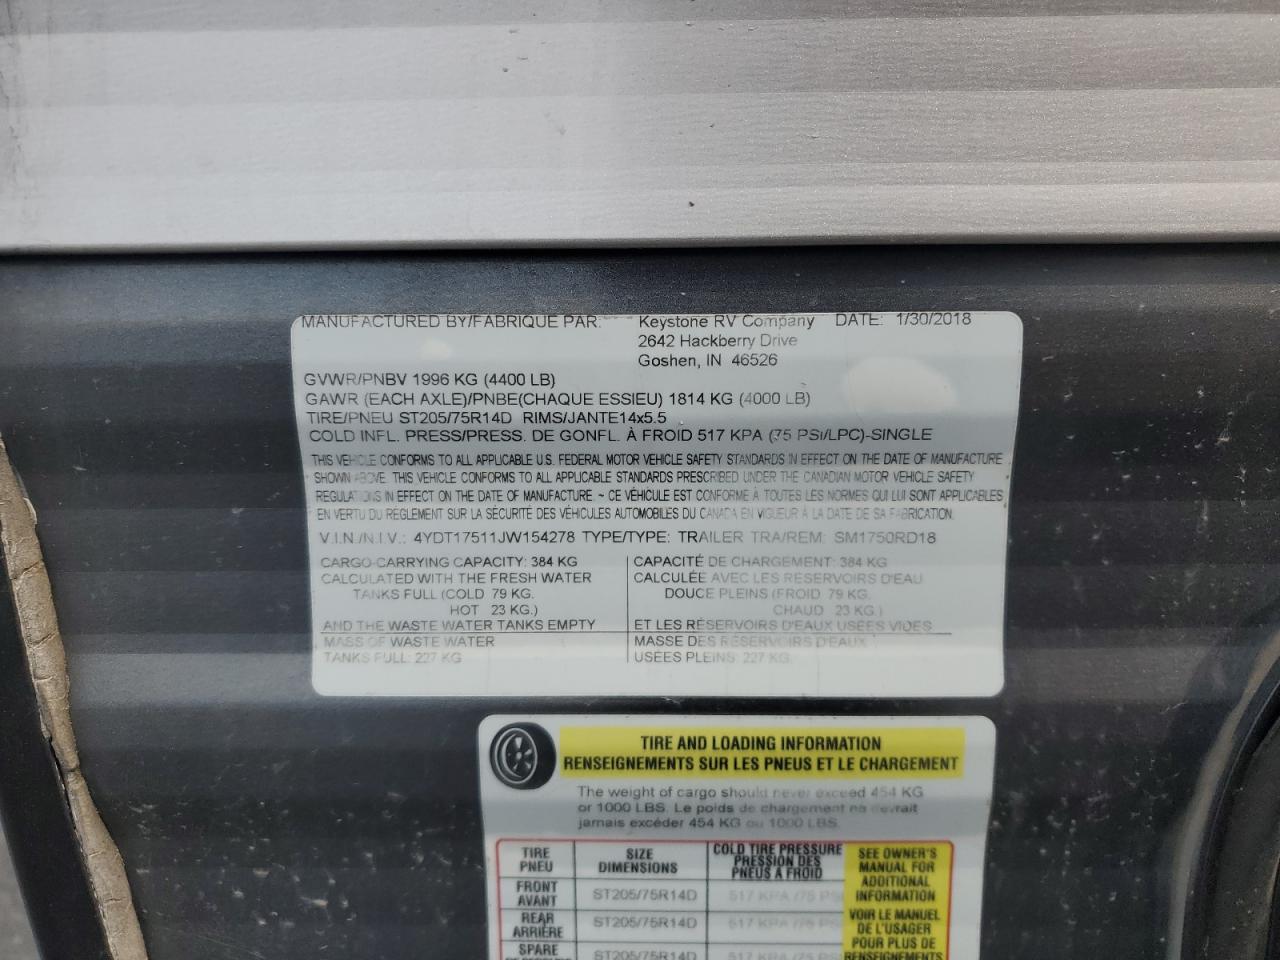 MANUFACTURED BY/FABRIQUE PAR: Keystone RV Company DATE: 1/30/2018
2642 Hackberry Drive
Goshen, IN 46526
GVWR/PNBV 1996 KG (4400 LB)
GAWR (EACH AXLE)/PNBE(CHAQUE ESSIEU) 1814 KG (4000 LB)
TIRE/PNEU ST205/75R14D RIMS/JANTE14x5.5
COLD INFL. PRESS/PRESS. DE GONFL. À FROID 517 KPA (75 PSI/LPC)-SINGLE
THIS VEHICLE CONFORMS TO ALL APPLICABLE U.S. FEDERAL MOTOR VEHICLE SAFETY STANDARDS IN EFFECT ON THE DATE OF MANUFACTURE
SHOWN ABOVE. THIS VEHICLE CONFORMS TO ALL APPLICABLE STANDARDS PRESCRIBED UNDER THE CANADIAN MOTOR VEHICLE SAFETY
REGULATIONS IN EFFECT ON THE DATE OF MANUFACTURE. ~ CE VÉHICULE EST CONFORME À TOUTES LES NORMES QUI LUI SONT APPLICABLES
EN VERTU DU RÈGLEMENT SUR LA SÉCURITÉ DES VÉHICULES AUTOMOBILES DU CANADA EN VIGUEUR À LA DATE DE SA FABRICATION.
V.I.N./N.I.V.: 4YDT17511JW154278 TYPE/TYPE: TRAILER TRA/REM: SM1750RD18
CARGO-CARRYING CAPACITY: 384 KG
CALCULATED WITH THE FRESH WATER
TANKS FULL (COLD 79 KG.
HOT 23 KG.)
AND THE WASTE WATER TANKS EMPTY
MASS OF WASTE WATER
TANKS FULL: 227 KG
CAPACITÉ DE CHARGEMENT: 384 KG
CALCULÉE AVEC LES RÉSERVOIRS D'EAU
DOUCE PLEINS (FROID 79 KG.
CHAUD 23 KG.)
ET LES RÉSERVOIRS D'EAUX USÉES VIDES
MASSE DES RÉSERVOIRS D'EAUX
USÉES PLEINS: 227 KG.
TIRE AND LOADING INFORMATION
RENSEIGNEMENTS SUR LES PNEUS ET LE CHARGEMENT
The weight of cargo should never exceed 454 KG
or 1000 LBS. Le poids de chargement ne devrait
jamais excéder 454 KG ou 1000 LBS.
TIRE
PNEU
SIZE
DIMENSIONS
COLD TIRE PRESSURE
PRESSION DES
PNEUS À FROID
SEE OWNER'S
MANUAL FOR
ADDITIONAL
INFORMATION
VOIR LE MANUEL
DE L'USAGER
POUR PLUS DE
RENSEIGNEMENTS
FRONT
AVANT
ST205/75R14D
517 KPA /75 PSI
REAR
ARRIÈRE
ST205/75R14D
517 KPA /75 PSI
SPARE
ST205/75R14D
517 KPA /75 PSI